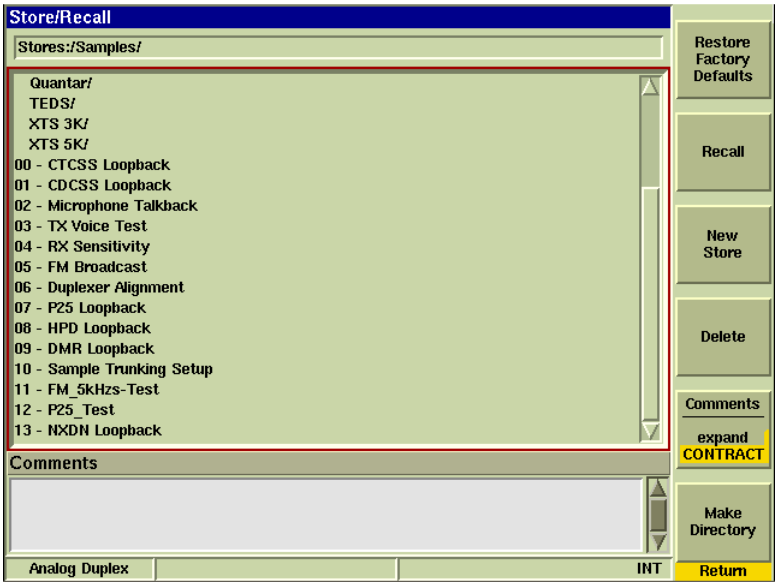 Store/Recall
Stores:/Samples/
Quantar/
TEDS/
XTS 3K/
XTS 5K/
00 - CTCSS Loopback
01 - CDCSS Loopback
02 - Microphone Talkback
03 - TX Voice Test
04 - RX Sensitivity
05 - FM Broadcast
06 - Duplexer Alignment
07 - P25 Loopback
08 - HPD Loopback
09 - DMR Loopback
10 - Sample Trunking Setup
11 - FM_5kHzs-Test
12 - P25_Test
13 - NXDN Loopback
Comments
Analog Duplex
INT
Restore
Factory
Defaults
Recall
New
Store
Delete
Comments
expand
CONTRACT
Make
Directory
Return